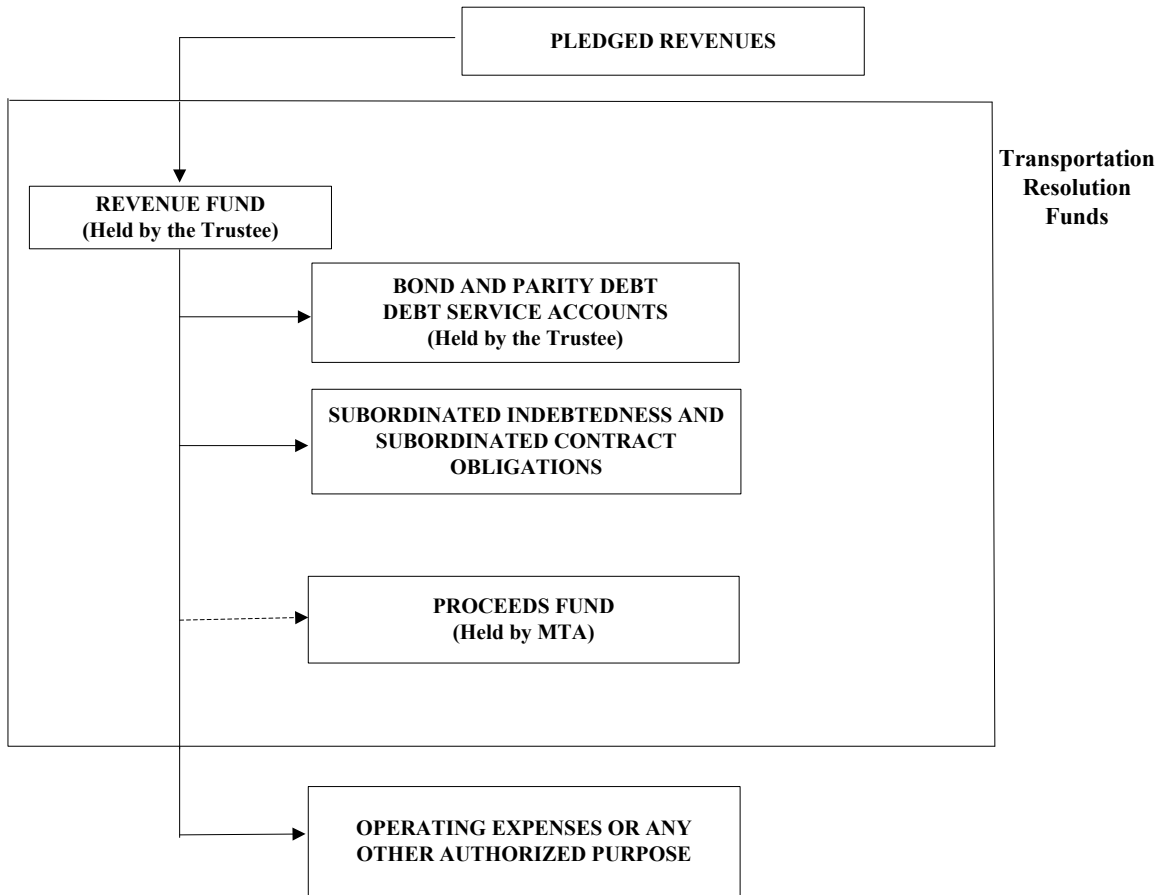 PLEDGED REVENUES
Transportation
Resolution
Funds
REVENUE FUND
(Held by the Trustee)
BOND AND PARITY DEBT
DEBT SERVICE ACCOUNTS
(Held by the Trustee)
SUBORDINATED INDEBTEDNESS AND
SUBORDINATED CONTRACT
OBLIGATIONS
PROCEEDS FUND
(Held by MTA)
OPERATING EXPENSES OR ANY
OTHER AUTHORIZED PURPOSE